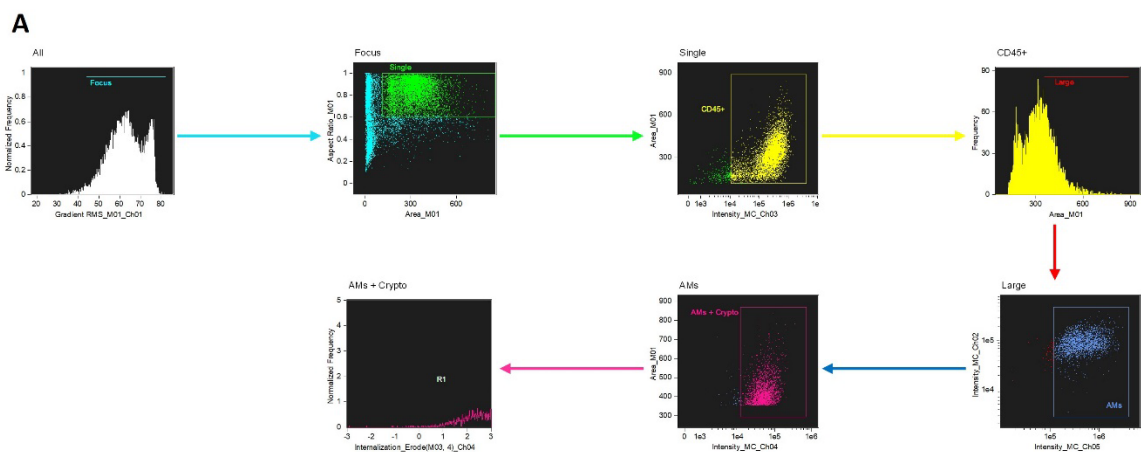 A
All
Focus
Single
CD45+
Normalized Frequency
1
0.8
0.6
0.4
0.2
0
Focus
20 30 40 50 60 70 80
Gradient RMS_M01_Ch01
Aspect Ratio_M01
1
0.8
0.6
0.4
0.2
0
Single
0 300 600
Area_M01
Area_M01
900
700
500
300
CD45+
0 1e3 1e4 1e5 1e6 1e
Intensity_MC_Ch03
Frequency
90
60
30
0
Large
300 600 900
Area_M01
AMs + Crypto
AMs
Large
Normalized Frequency
5
4
3
2
1
0
R1
-3 -2 -1 0 1 2 3
Internalization_Erode(M03, 4)_Ch04
Area_M01
900
800
700
600
500
400
300
AMs + Crypto
0 1e3 1e4 1e5 1e6
Intensity_MC_Ch04
Intensity_MC_Ch02
1e5
1e4
AMs
1e5 1e6
Intensity_MC_Ch05